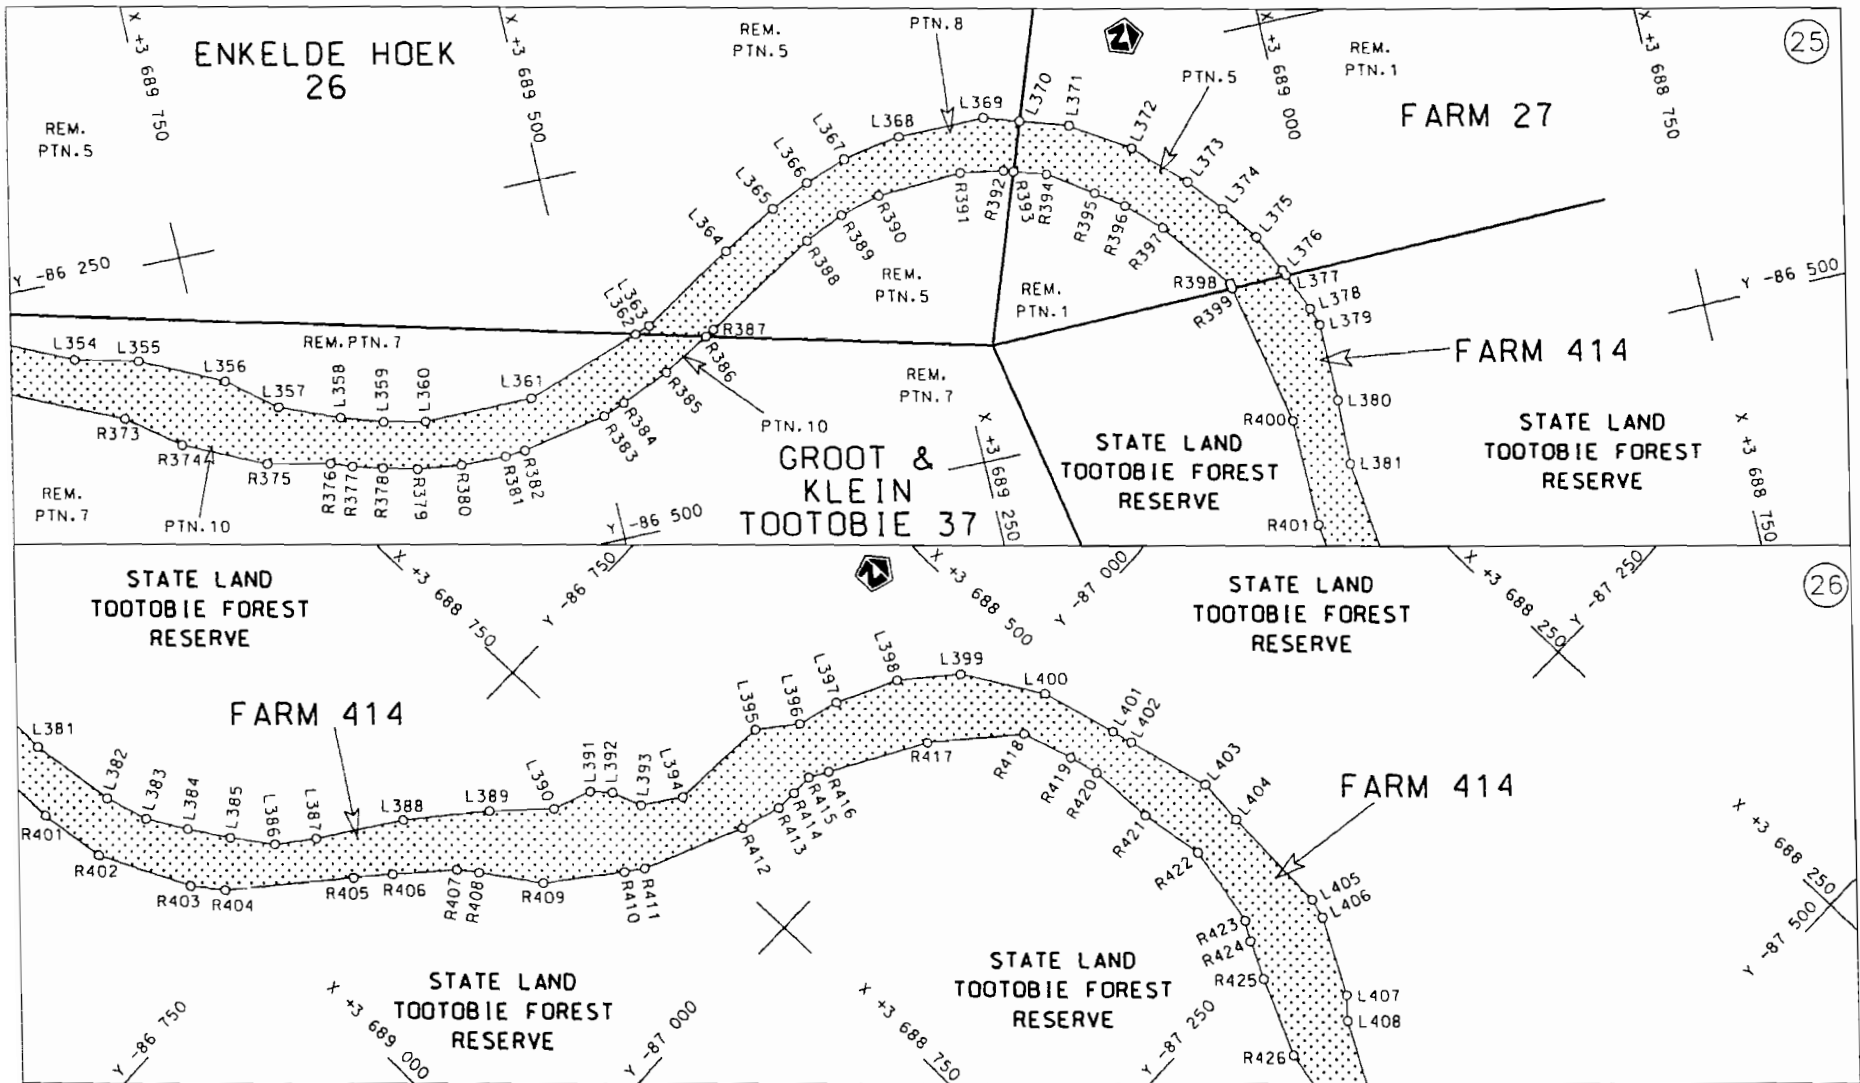 X +3 689 750
ENKELDE HOEK
26
X +3 689 500
REM.
PTN.5
PTN.8
N
X +3 689 000
REM.
PTN.1
X +3 688 750
25
REM.
PTN.5
L368
L369
L370
L371
L372
PTN.5
FARM 27
L367
L366
L365
L364
L363
L362
L373
L374
L375
L376
L377
L378
L379
R388
R389
R390
R391
R392
R393
R394
R395
R396
R397
R398
R399
REM.
PTN.5
REM.
PTN.1
Y -86 250
Y -86 500
L354
L355
REM.PTN.7
L356
L357
L358
L359
L360
L361
R387
R386
R385
R384
R383
FARM 414
REM.
PTN.7
L380
R400
L381
R401
R373
R374
R375
R376
R377
R378
R379
R380
R381
R382
PTN.10
PTN.10
REM.
PTN.7
Y -86 500
GROOT &
KLEIN
TOOTOBIE 37
X +3 689 250
STATE LAND
TOOTOBIE FOREST
RESERVE
STATE LAND
TOOTOBIE FOREST
RESERVE
X +3 688 750
STATE LAND
TOOTOBIE FOREST
RESERVE
X +3 688 750
Y -86 750
N
X +3 688 500
Y -87 000
STATE LAND
TOOTOBIE FOREST
RESERVE
X +3 688 250
Y -87 250
26
L381
FARM 414
L382
L383
L384
L385
L386
L387
L388
L389
L390
L391
L392
L393
L394
L395
L396
L397
L398
L399
L400
L401
L402
L403
L404
FARM 414
L405
L406
L407
L408
R401
R402
R403
R404
R405
R406
R407
R408
R409
R410
R411
R412
R413
R414
R415
R416
R417
R418
R419
R420
R421
R422
R423
R424
R425
R426
X +3 688 250
Y -87 500
Y -86 750
X +3 689 000
STATE LAND
TOOTOBIE FOREST
RESERVE
Y -87 000
X +3 688 750
STATE LAND
TOOTOBIE FOREST
RESERVE
Y -87 250